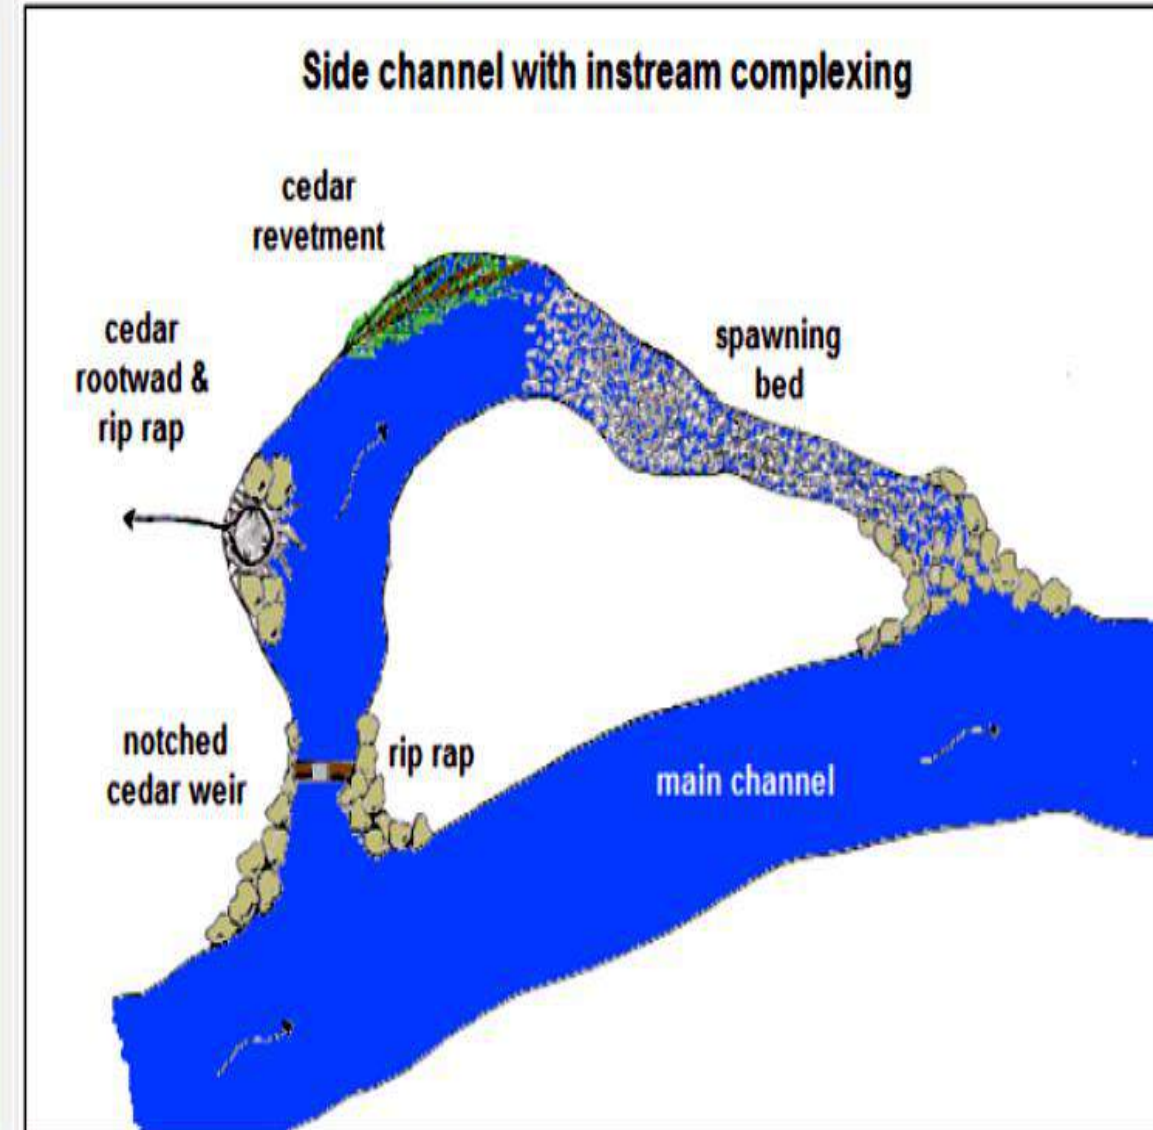 Side channel with instream complexing
cedar
revetment
cedar
rootwad &
rip rap
spawning
bed
notched
cedar weir
rip rap
main channel